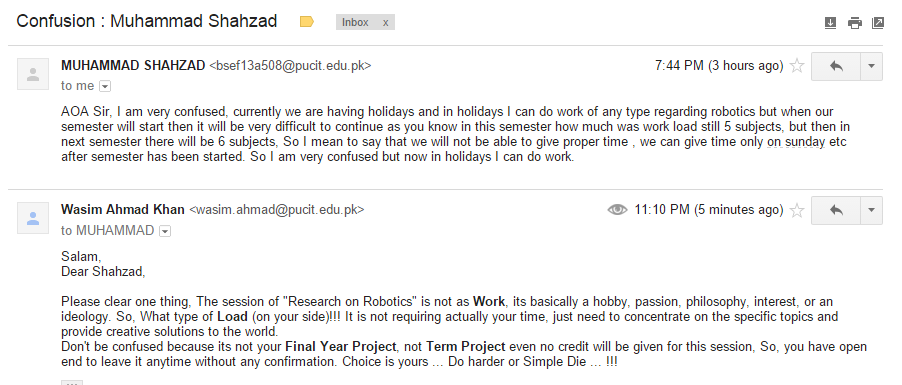 Confusion : Muhammad Shahzad
Inbox x
MUHAMMAD SHAHZAD <bsef13a508@pucit.edu.pk>
7:44 PM (3 hours ago)
to me
AOA Sir, I am very confused, currently we are having holidays and in holidays I can do work of any type regarding robotics but when our
semester will start then it will be very difficult to continue as you know in this semester how much was work load still 5 subjects, but then in
next semester there will be 6 subjects, So I mean to say that we will not be able to give proper time , we can give time only on sunday etc
after semester has been started. So I am very confused but now in holidays I can do work.
Wasim Ahmad Khan <wasim.ahmad@pucit.edu.pk>
11:10 PM (5 minutes ago)
to MUHAMMAD
Salam,
Dear Shahzad,
Please clear one thing, The session of "Research on Robotics" is not as Work, its basically a hobby, passion, philosophy, interest, or an
ideology. So, What type of Load (on your side)!!! It is not requiring actually your time, just need to concentrate on the specific topics and
provide creative solutions to the world.
Don't be confused because its not your Final Year Project, not Term Project even no credit will be given for this session, So, you have open
end to leave it anytime without any confirmation. Choice is yours ... Do harder or Simple Die ... !!!